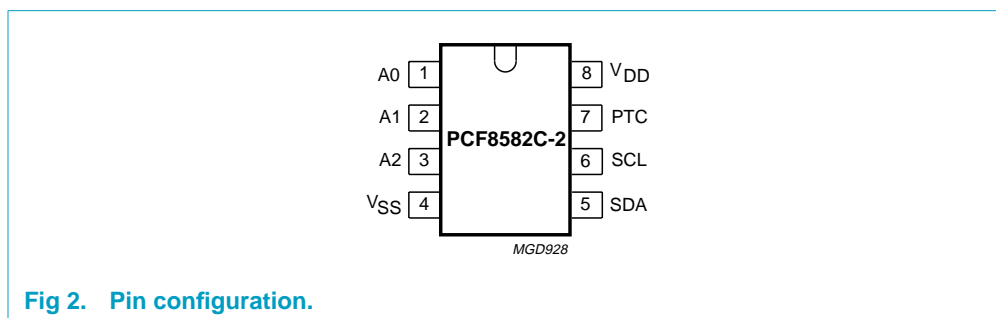 A0 1 8 VDD
A1 2 7 PTC
PCF8582C-2
A2 3 6 SCL
VSS 4 5 SDA
MGD928
Fig 2. Pin configuration.